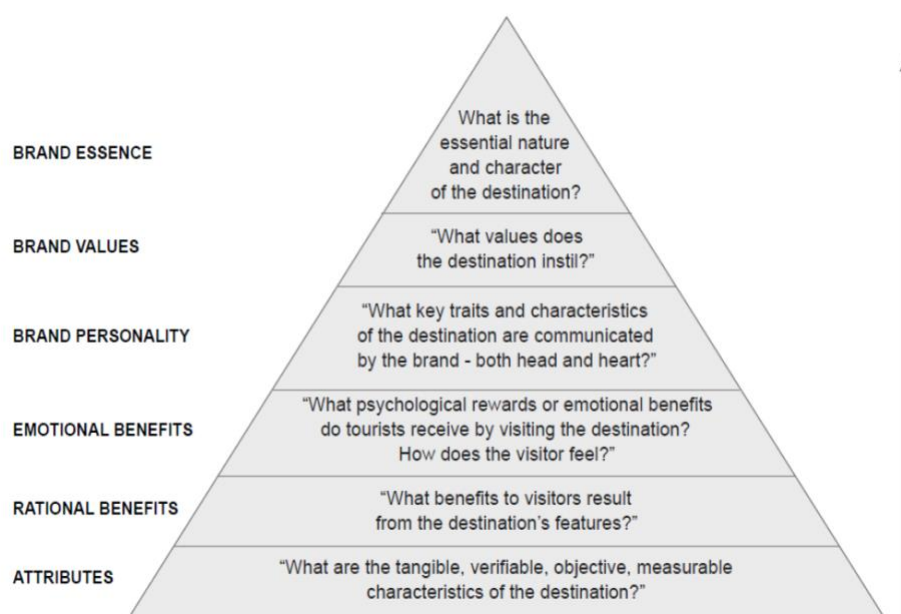 BRAND ESSENCE
What is the
essential nature
and character
of the destination?
BRAND VALUES
“What values does
the destination instil?”
BRAND PERSONALITY
“What key traits and characteristics
of the destination are communicated
by the brand - both head and heart?”
EMOTIONAL BENEFITS
“What psychological rewards or emotional benefits
do tourists receive by visiting the destination?
How does the visitor feel?”
RATIONAL BENEFITS
“What benefits to visitors result
from the destination’s features?”
ATTRIBUTES
“What are the tangible, verifiable, objective, measurable
characteristics of the destination?”